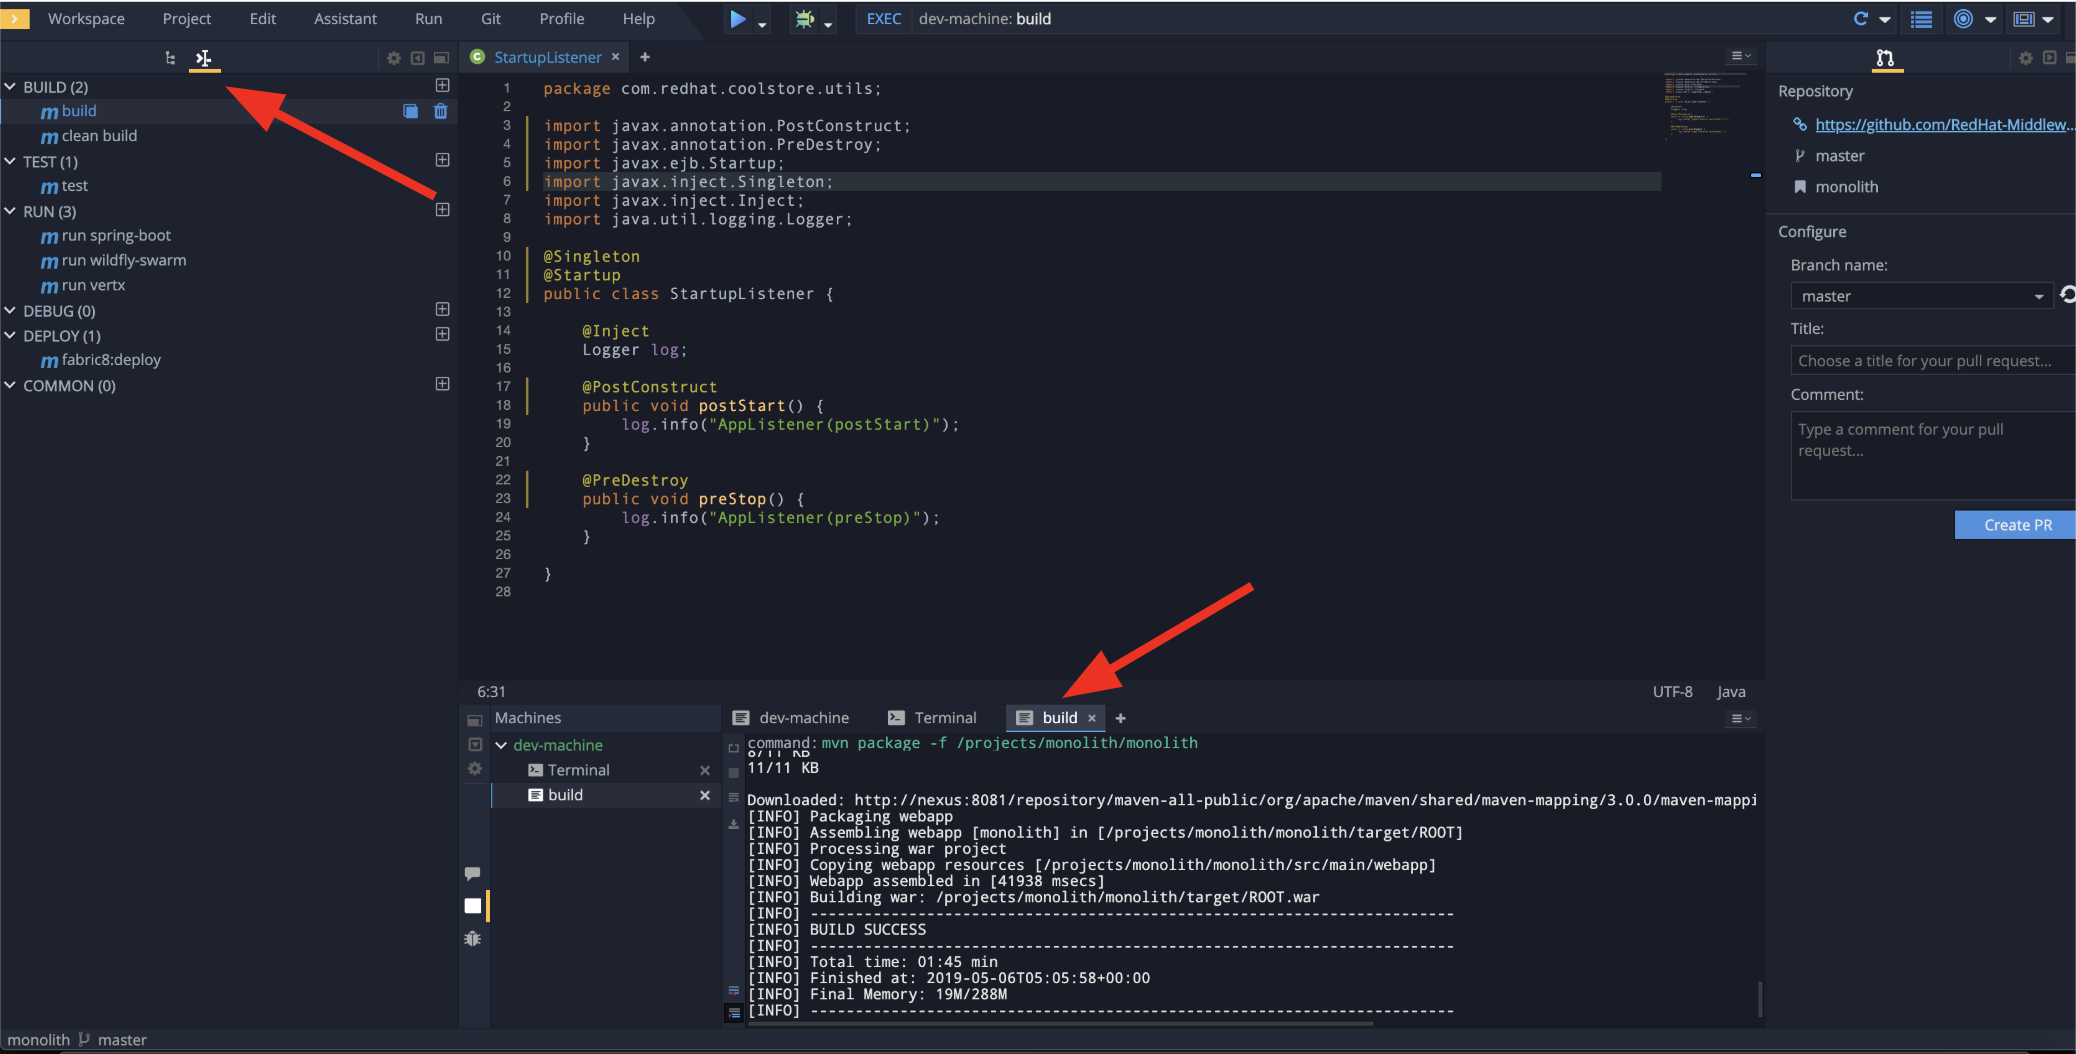 Workspace Project Edit Assistant Run Git Profile Help EXEC dev-machine: build
BUILD (2)
build
clean build
TEST (1)
test
RUN (3)
run spring-boot
run wildfly-swarm
run vertx
DEBUG (0)
DEPLOY (1)
fabric8:deploy
COMMON (0)
StartupListener
1 package com.redhat.coolstore.utils;
2
3 import javax.annotation.PostConstruct;
4 import javax.annotation.PreDestroy;
5 import javax.ejb.Startup;
6 import javax.inject.Singleton;
7 import javax.inject.Inject;
8 import java.util.logging.Logger;
9
10 @Singleton
11 @Startup
12 public class StartupListener {
13
14 @Inject
15 Logger log;
16
17 @PostConstruct
18 public void postStart() {
19 log.info("AppListener(postStart)");
20 }
21
22 @PreDestroy
23 public void preStop() {
24 log.info("AppListener(preStop)");
25 }
26
27 }
28
6:31 UTF-8 Java
Repository
https://github.com/RedHat-Middlew...
master
monolith
Configure
Branch name:
master
Title:
Choose a title for your pull request...
Comment:
Type a comment for your pull
request...
Create PR
Machines
dev-machine
Terminal
build
dev-machine Terminal build
command: mvn package -f /projects/monolith/monolith
8/11 KB
11/11 KB
Downloaded: http://nexus:8081/repository/maven-all-public/org/apache/maven/shared/maven-mapping/3.0.0/maven-mappi
[INFO] Packaging webapp
[INFO] Assembling webapp [monolith] in [/projects/monolith/monolith/target/ROOT]
[INFO] Processing war project
[INFO] Copying webapp resources [/projects/monolith/monolith/src/main/webapp]
[INFO] Webapp assembled in [41938 msecs]
[INFO] Building war: /projects/monolith/monolith/target/ROOT.war
[INFO] ------------------------------------------------------------------------
[INFO] BUILD SUCCESS
[INFO] ------------------------------------------------------------------------
[INFO] Total time: 01:45 min
[INFO] Finished at: 2019-05-06T05:05:58+00:00
[INFO] Final Memory: 19M/288M
[INFO] ------------------------------------------------------------------------
monolith master